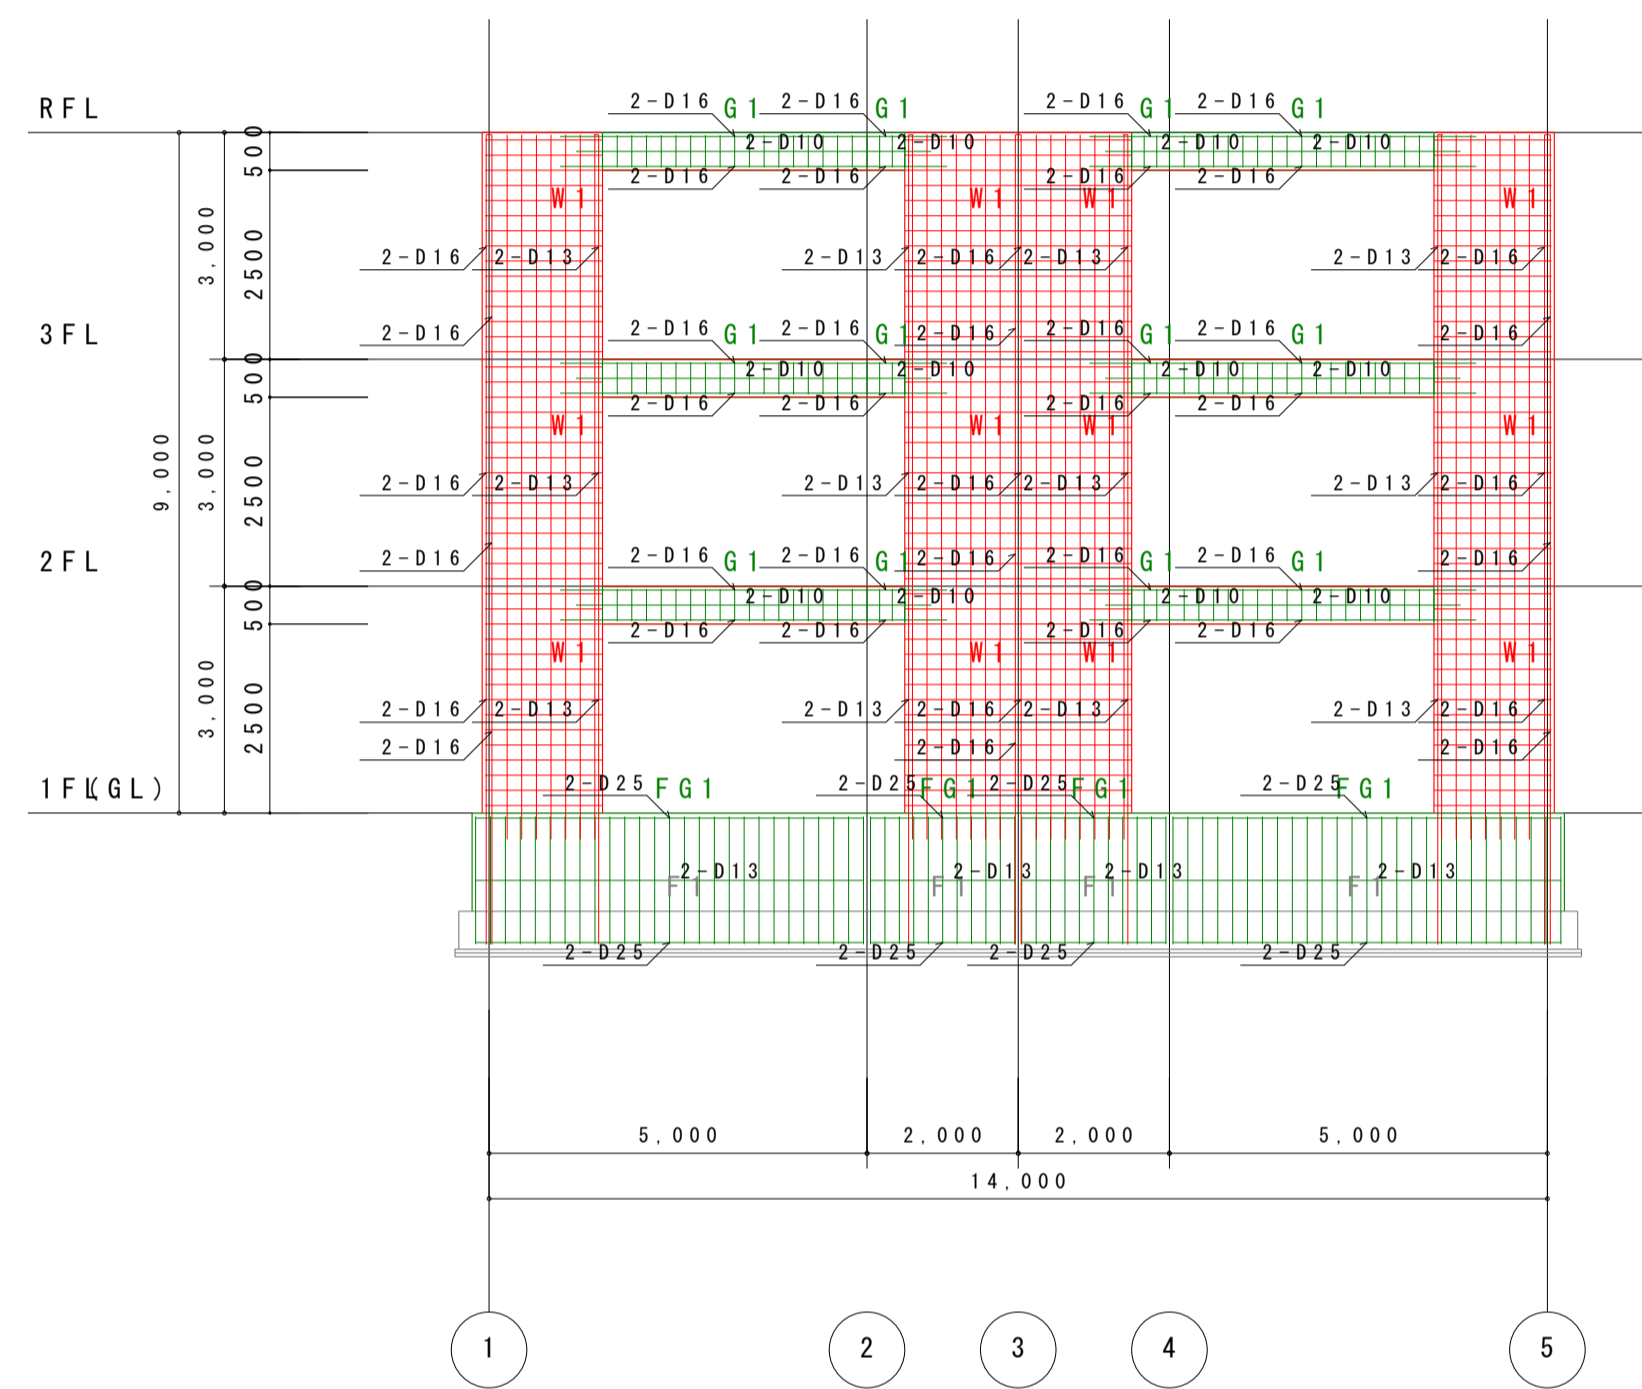 2-D16 G1 2-D16 G1 2-D16 G1 2-D16 G1
RFL
2-D10 2-D10 2-D10 2-D10
500
2-D16 2-D16 2-D16 2-D16
W1 W1 W1 W1
3,000
2500
2-D16 2-D13 2-D13 2-D16 2-D13 2-D13 2-D16
2-D16 G1 2-D16 G1 2-D16 G1 2-D16 G1
3FL 2-D16 2-D16 2-D16
2-D10 2-D10 2-D10 2-D10
500
2-D16 2-D16 2-D16 2-D16
W1 W1 W1 W1
9,000
3,000
2500
2-D16 2-D13 2-D13 2-D16 2-D13 2-D13 2-D16
2-D16 G1 2-D16 G1 2-D16 G1 2-D16 G1
2FL 2-D16 2-D16 2-D16
2-D10 2-D10 2-D10 2-D10
500
2-D16 2-D16 2-D16 2-D16
W1 W1 W1 W1
3,000
2500
2-D16 2-D13 2-D13 2-D16 2-D13 2-D13 2-D16
2-D16 2-D16 2-D16
1FL(GL) 2-D25 FG1 2-D25 FG1 2-D25 FG1 2-D25 FG1
2-D13 2-D13 2-D13 2-D13
F1 F1 F1 F1
2-D25 2-D25 2-D25 2-D25
5,000 2,000 2,000 5,000
14,000
1 2 3 4 5